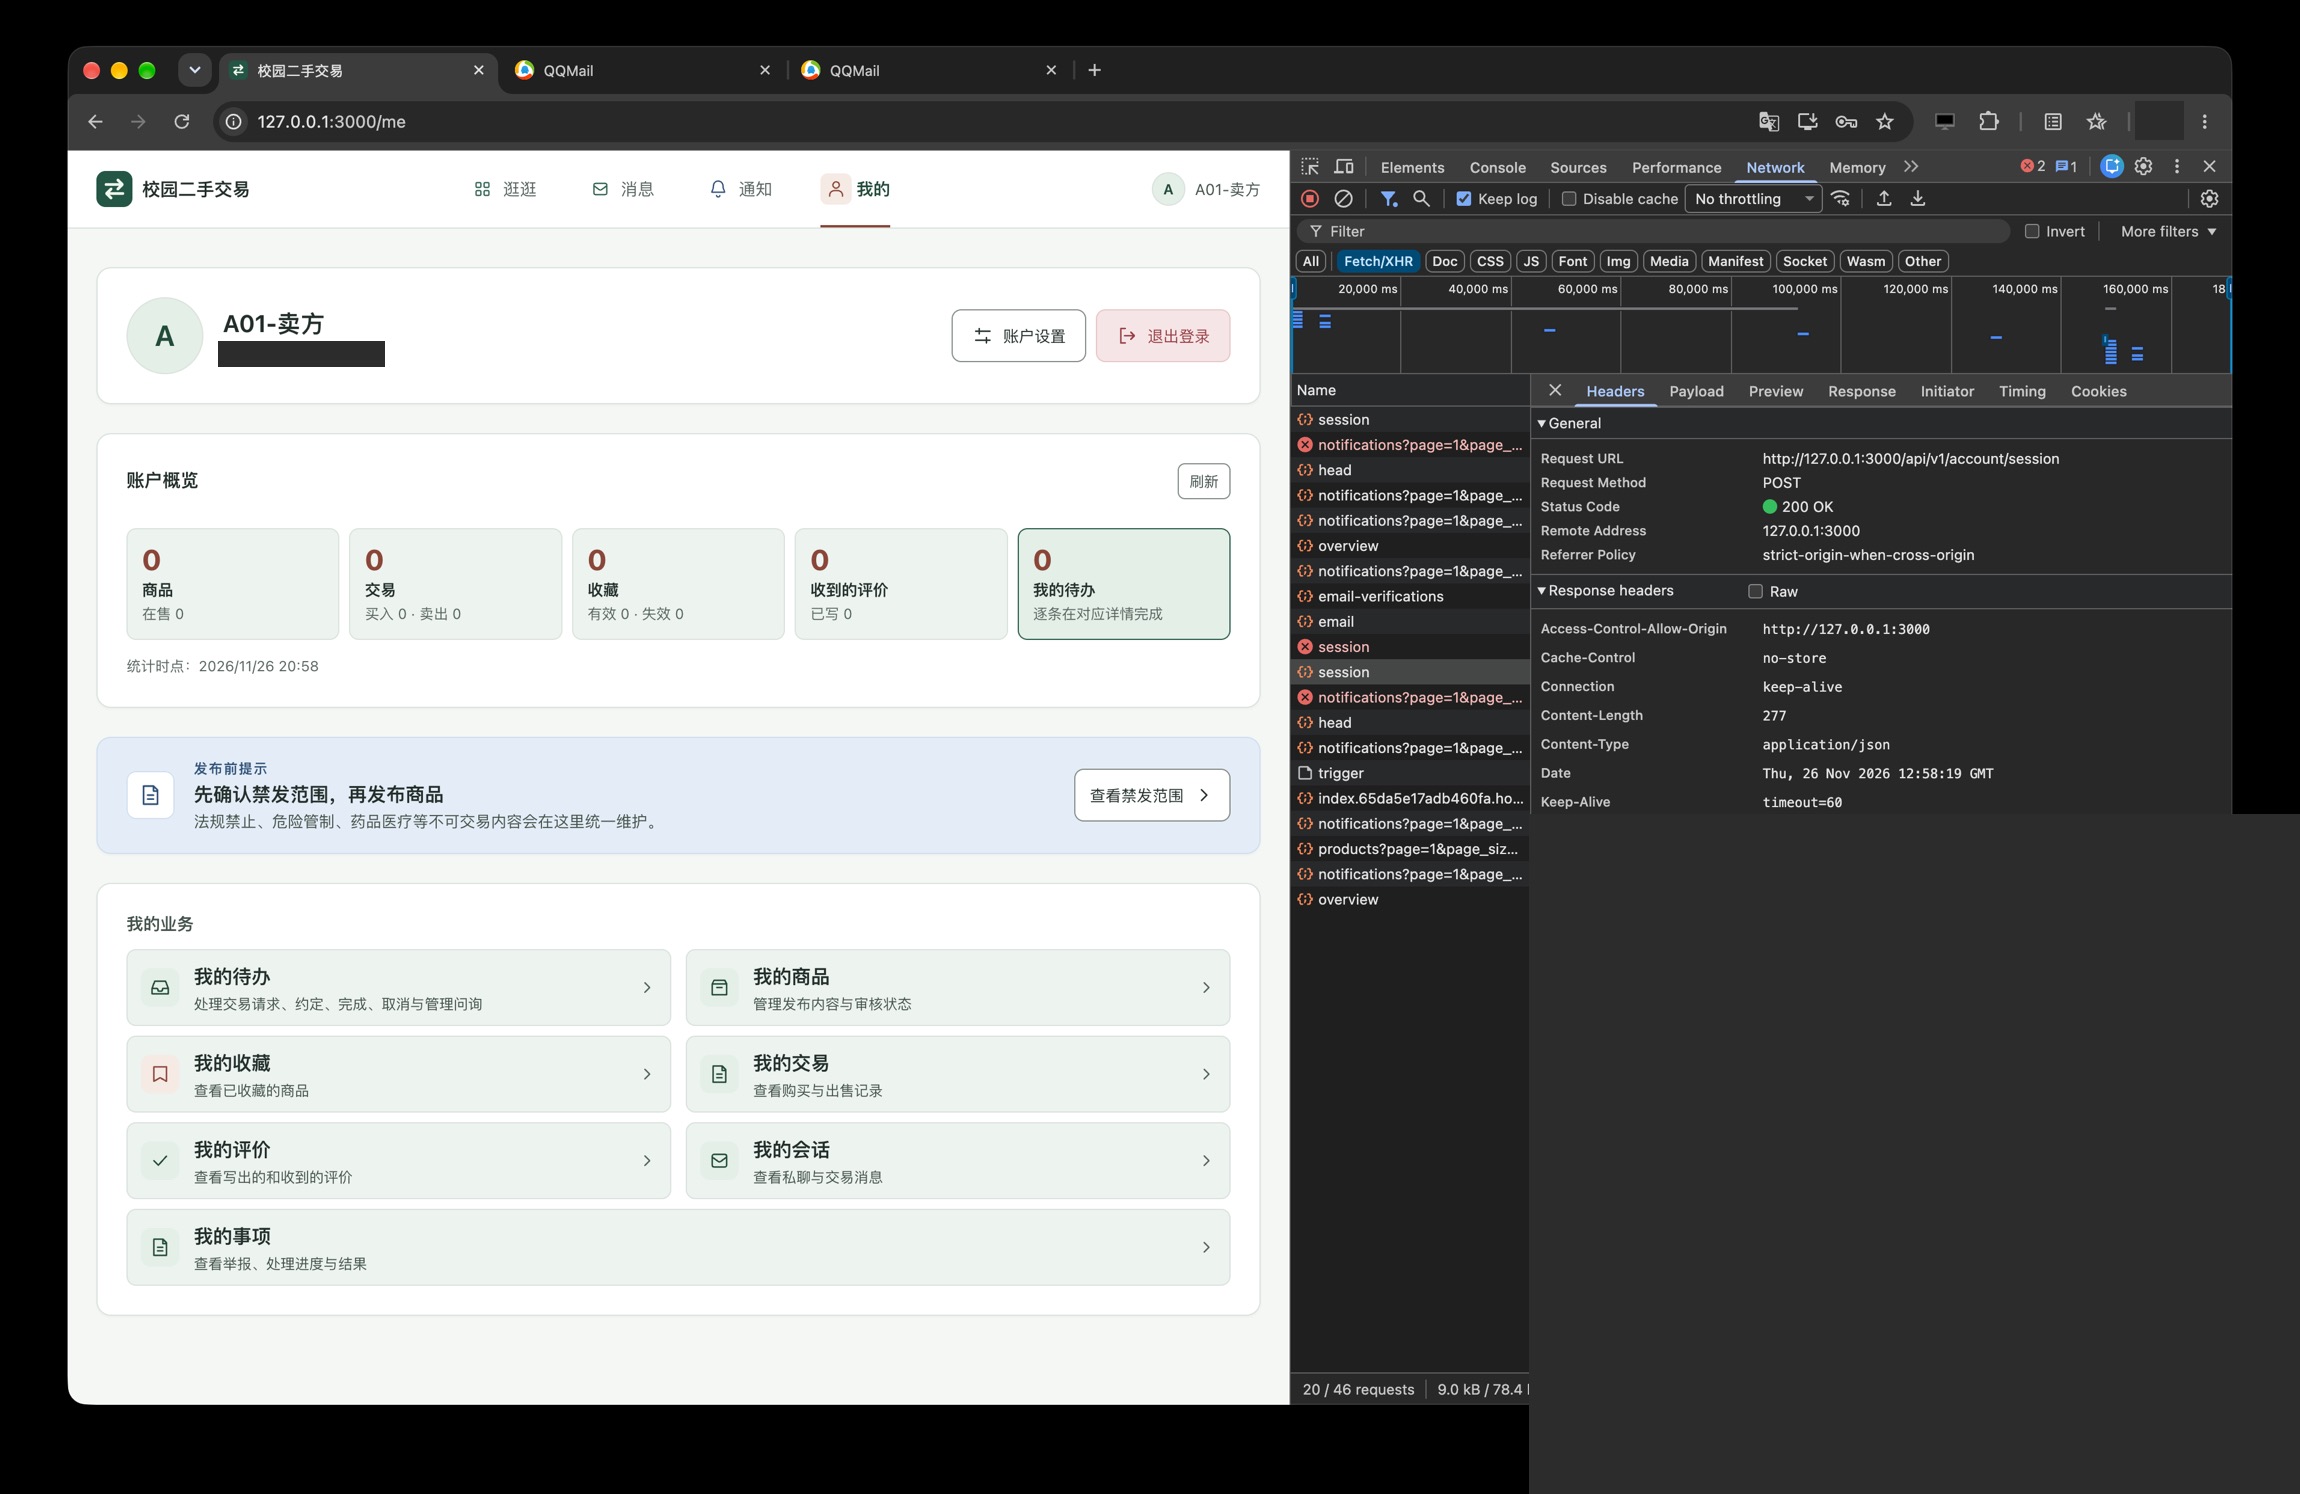 校园二手交易
QQMail
QQMail
127.0.0.1:3000/me
校园二手交易
逛逛
消息
通知
我的
A
A01-卖方
A
A01-卖方
账户设置
退出登录
账户概览
刷新
0
商品
在售 0
0
交易
买入 0 · 卖出 0
0
收藏
有效 0 · 失效 0
0
收到的评价
已写 0
0
我的待办
逐条在对应详情完成
统计时点：2026/11/26 20:58
发布前提示
先确认禁发范围，再发布商品
法规禁止、危险管制、药品医疗等不可交易内容会在这里统一维护。
查看禁发范围
我的业务
我的待办
处理交易请求、约定、完成、取消与管理问询
我的商品
管理发布内容与审核状态
我的收藏
查看已收藏的商品
我的交易
查看购买与出售记录
我的评价
查看写出的和收到的评价
我的会话
查看私聊与交易消息
我的事项
查看举报、处理进度与结果
Elements Console Sources Performance Network Memory 2 1
Keep log Disable cache No throttling
Filter Invert More filters
All Fetch/XHR Doc CSS JS Font Img Media Manifest Socket Wasm Other
20,000 ms 40,000 ms 60,000 ms 80,000 ms 100,000 ms 120,000 ms 140,000 ms 160,000 ms 18
Name
session
notifications?page=1&page_...
head
notifications?page=1&page_...
notifications?page=1&page_...
overview
notifications?page=1&page_...
email-verifications
email
session
session
notifications?page=1&page_...
head
notifications?page=1&page_...
trigger
index.65da5e17adb460fa.ho...
notifications?page=1&page_...
products?page=1&page_siz...
notifications?page=1&page_...
overview
20 / 46 requests 9.0 kB / 78.4
Headers Payload Preview Response Initiator Timing Cookies
General
Request URL http://127.0.0.1:3000/api/v1/account/session
Request Method POST
Status Code 200 OK
Remote Address 127.0.0.1:3000
Referrer Policy strict-origin-when-cross-origin
Response headers Raw
Access-Control-Allow-Origin http://127.0.0.1:3000
Cache-Control no-store
Connection keep-alive
Content-Length 277
Content-Type application/json
Date Thu, 26 Nov 2026 12:58:19 GMT
Keep-Alive timeout=60